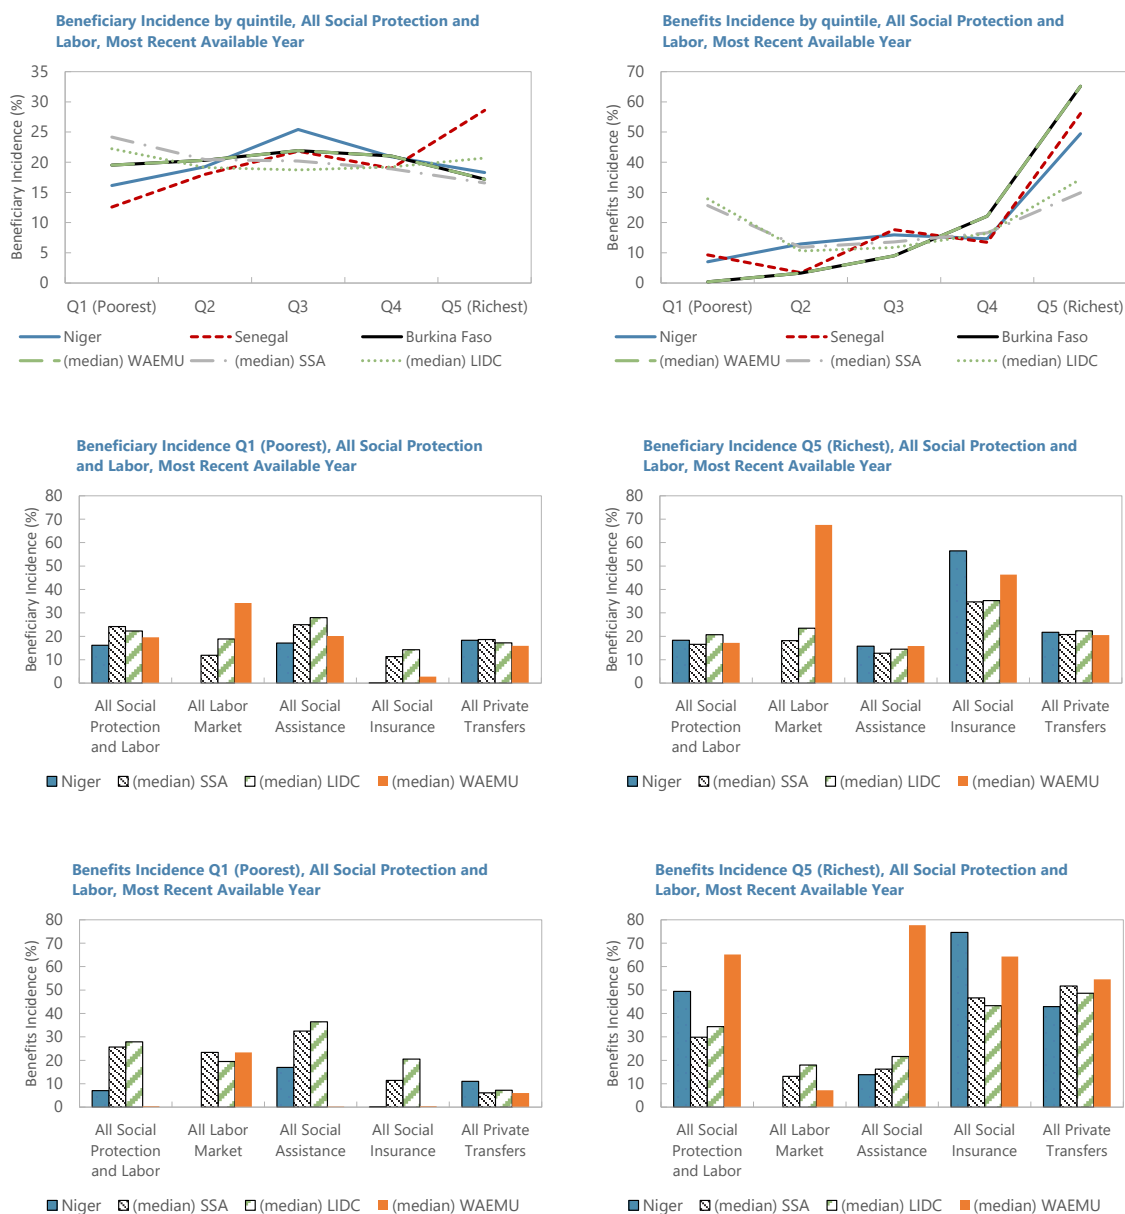 Beneficiary Incidence by quintile, All Social Protection and
Labor, Most Recent Available Year
Beneficiary Incidence (%)
35
30
25
20
15
10
5
0
Q1 (Poorest)
Q2
Q3
Q4
Q5 (Richest)
Niger
Senegal
Burkina Faso
(median) WAEMU
(median) SSA
(median) LIDC
Benefits Incidence by quintile, All Social Protection and
Labor, Most Recent Available Year
Benefits Incidence (%)
70
60
50
40
30
20
10
0
Q1 (Poorest)
Q2
Q3
Q4
Q5 (Richest)
Niger
Senegal
Burkina Faso
(median) WAEMU
(median) SSA
(median) LIDC
Beneficiary Incidence Q1 (Poorest), All Social Protection
and Labor, Most Recent Available Year
Beneficiary Incidence (%)
80
70
60
50
40
30
20
10
0
All Social
Protection
and Labor
All Labor
Market
All Social
Assistance
All Social
Insurance
All Private
Transfers
Niger
(median) SSA
(median) LIDC
(median) WAEMU
Beneficiary Incidence Q5 (Richest), All Social Protection and
Labor, Most Recent Available Year
Beneficiary Incidence (%)
80
70
60
50
40
30
20
10
0
All Social
Protection
and Labor
All Labor
Market
All Social
Assistance
All Social
Insurance
All Private
Transfers
Niger
(median) SSA
(median) LIDC
(median) WAEMU
Benefits Incidence Q1 (Poorest), All Social Protection and
Labor, Most Recent Available Year
Benefits Incidence (%)
80
70
60
50
40
30
20
10
0
All Social
Protection
and Labor
All Labor
Market
All Social
Assistance
All Social
Insurance
All Private
Transfers
Niger
(median) SSA
(median) LIDC
(median) WAEMU
Benefits Incidence Q5 (Richest), All Social Protection and
Labor, Most Recent Available Year
Benefits Incidence (%)
80
70
60
50
40
30
20
10
0
All Social
Protection
and Labor
All Labor
Market
All Social
Assistance
All Social
Insurance
All Private
Transfers
Niger
(median) SSA
(median) LIDC
(median) WAEMU